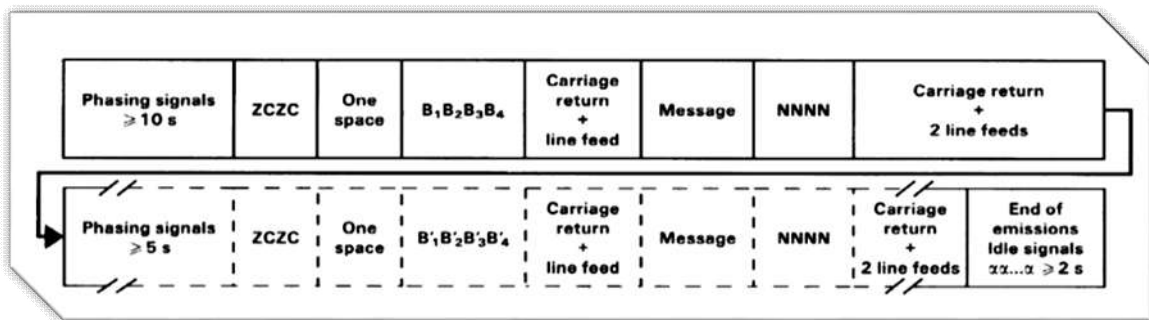 Phasing signals
⩾ 10 s
ZCZC
One
space
B₁B₂B₃B₄
Carriage
return
+
line feed
Message
NNNN
Carriage return
+
2 line feeds
Phasing signals
⩾ 5 s
ZCZC
One
space
B'₁B'₂B'₃B'₄
Carriage
return
+
line feed
Message
NNNN
Carriage
return
+
2 line feeds
End of
emissions
Idle signals
αα...α ⩾ 2 s